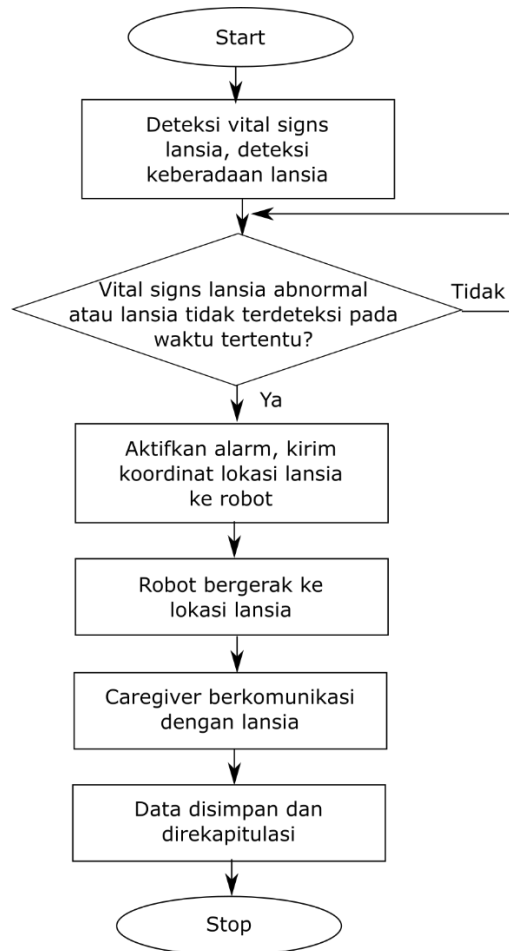 Start
Deteksi vital signs
lansia, deteksi
keberadaan lansia
Vital signs lansia abnormal
atau lansia tidak terdeteksi pada
waktu tertentu?
Tidak
Ya
Aktifkan alarm, kirim
koordinat lokasi lansia
ke robot
Robot bergerak ke
lokasi lansia
Caregiver berkomunikasi
dengan lansia
Data disimpan dan
direkapitulasi
Stop